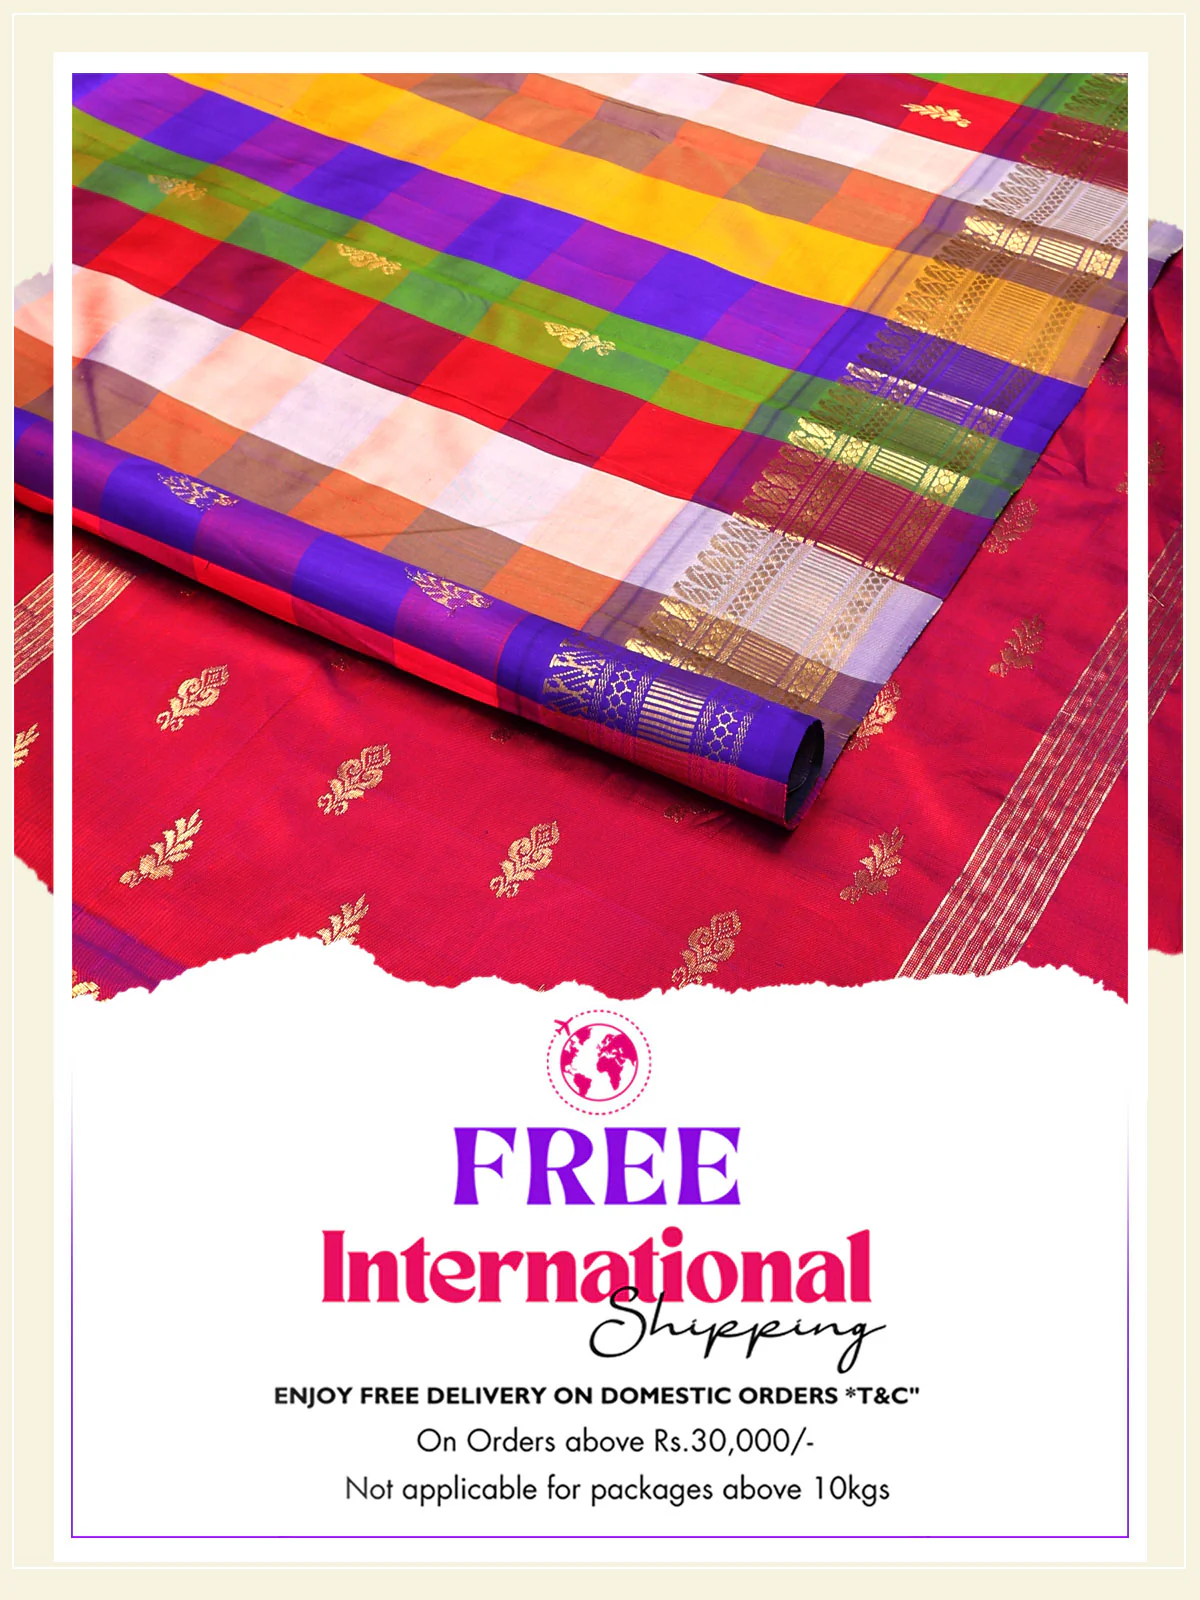 FREE
International
Shipping
ENJOY FREE DELIVERY ON DOMESTIC ORDERS *T&C"
On Orders above Rs.30,000/-
Not applicable for packages above 10kgs